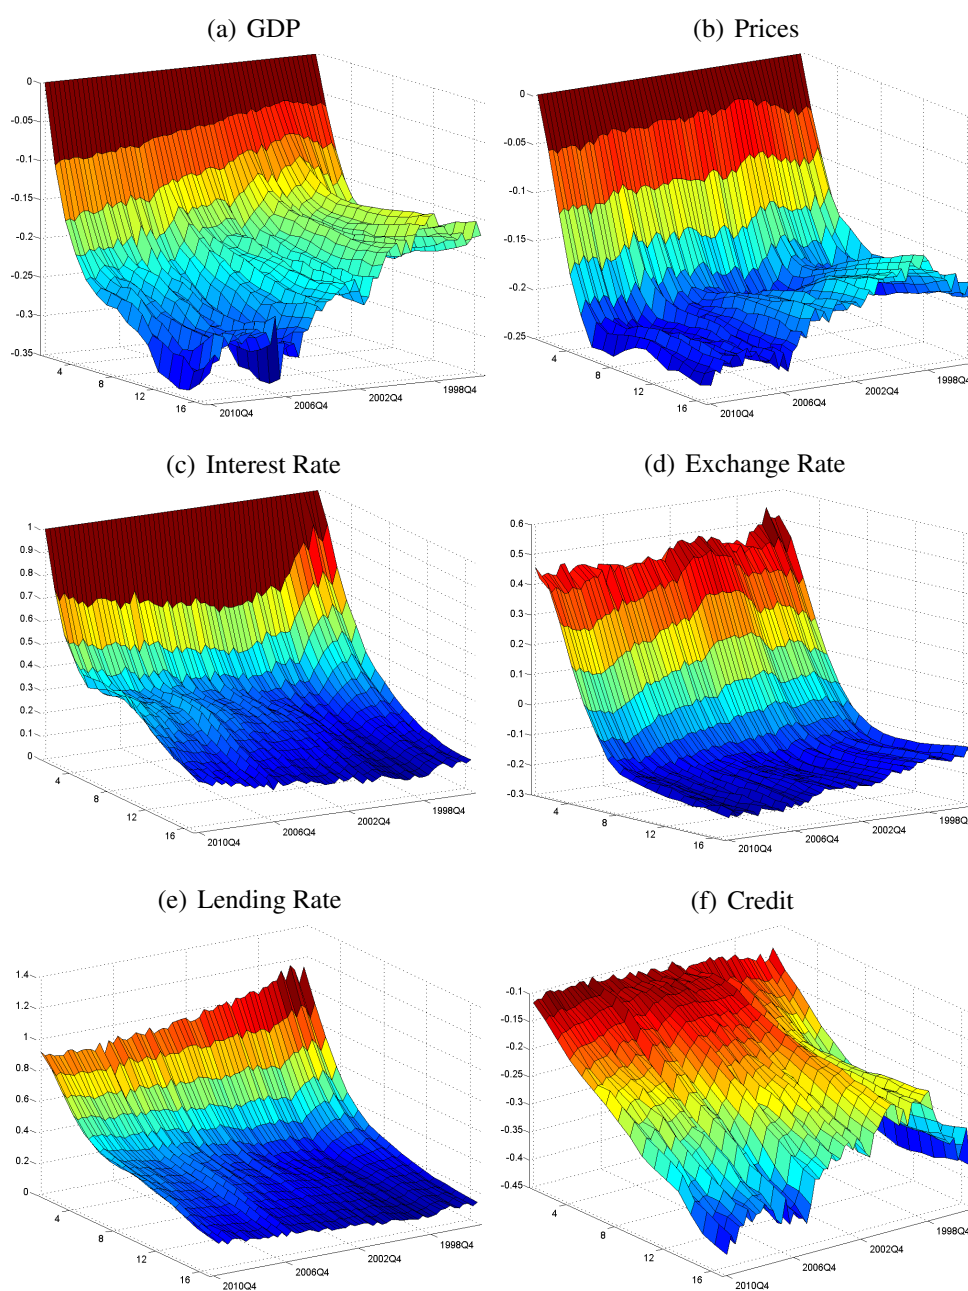 (a) GDP
(b) Prices
0
-0.05
-0.1
-0.15
-0.2
-0.25
-0.3
-0.35
4
8
12
16
2010Q4
2006Q4
2002Q4
1998Q4
0
-0.05
-0.1
-0.15
-0.2
-0.25
4
8
12
16
2010Q4
2006Q4
2002Q4
1998Q4
(c) Interest Rate
(d) Exchange Rate
1
0.9
0.8
0.7
0.6
0.5
0.4
0.3
0.2
0.1
0
4
8
12
16
2010Q4
2006Q4
2002Q4
1998Q4
0.6
0.5
0.4
0.3
0.2
0.1
0
-0.1
-0.2
-0.3
4
8
12
16
2010Q4
2006Q4
2002Q4
1998Q4
(e) Lending Rate
(f) Credit
1.4
1.2
1
0.8
0.6
0.4
0.2
0
4
8
12
16
2010Q4
2006Q4
2002Q4
1998Q4
-0.1
-0.15
-0.2
-0.25
-0.3
-0.35
-0.4
-0.45
4
8
12
16
2010Q4
2006Q4
2002Q4
1998Q4